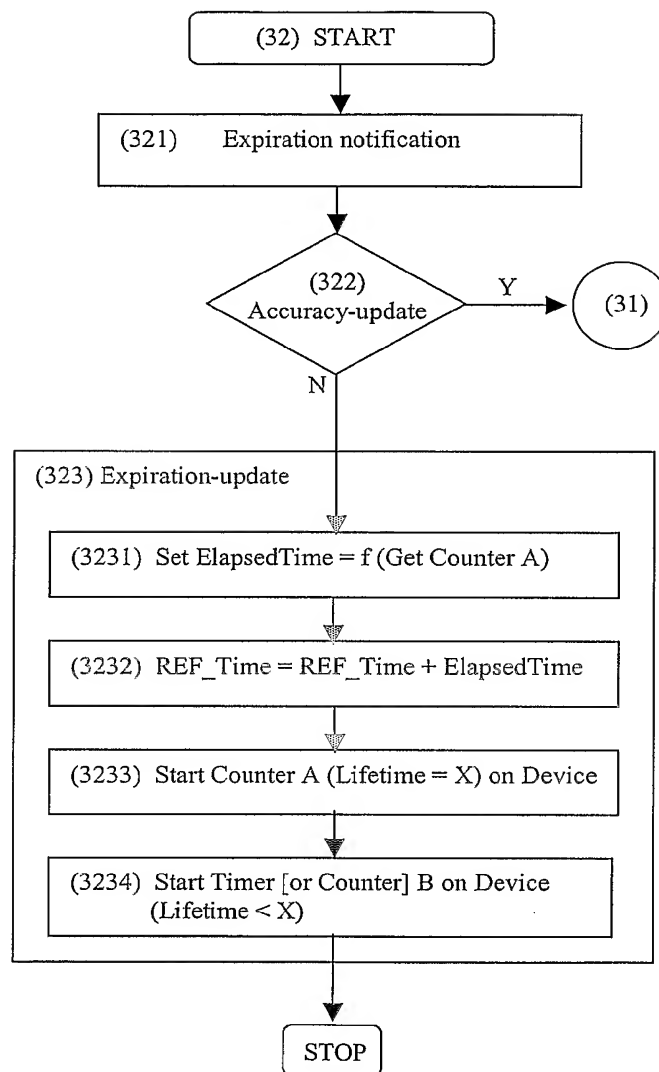 (32) START
(321) Expiration notification
(322)
Accuracy-update
Y
(31)
N
(323) Expiration-update
(3231) Set ElapsedTime = f (Get Counter A)
(3232) REF_Time = REF_Time + ElapsedTime
(3233) Start Counter A (Lifetime = X) on Device
(3234) Start Timer [or Counter] B on Device
(Lifetime < X)
STOP